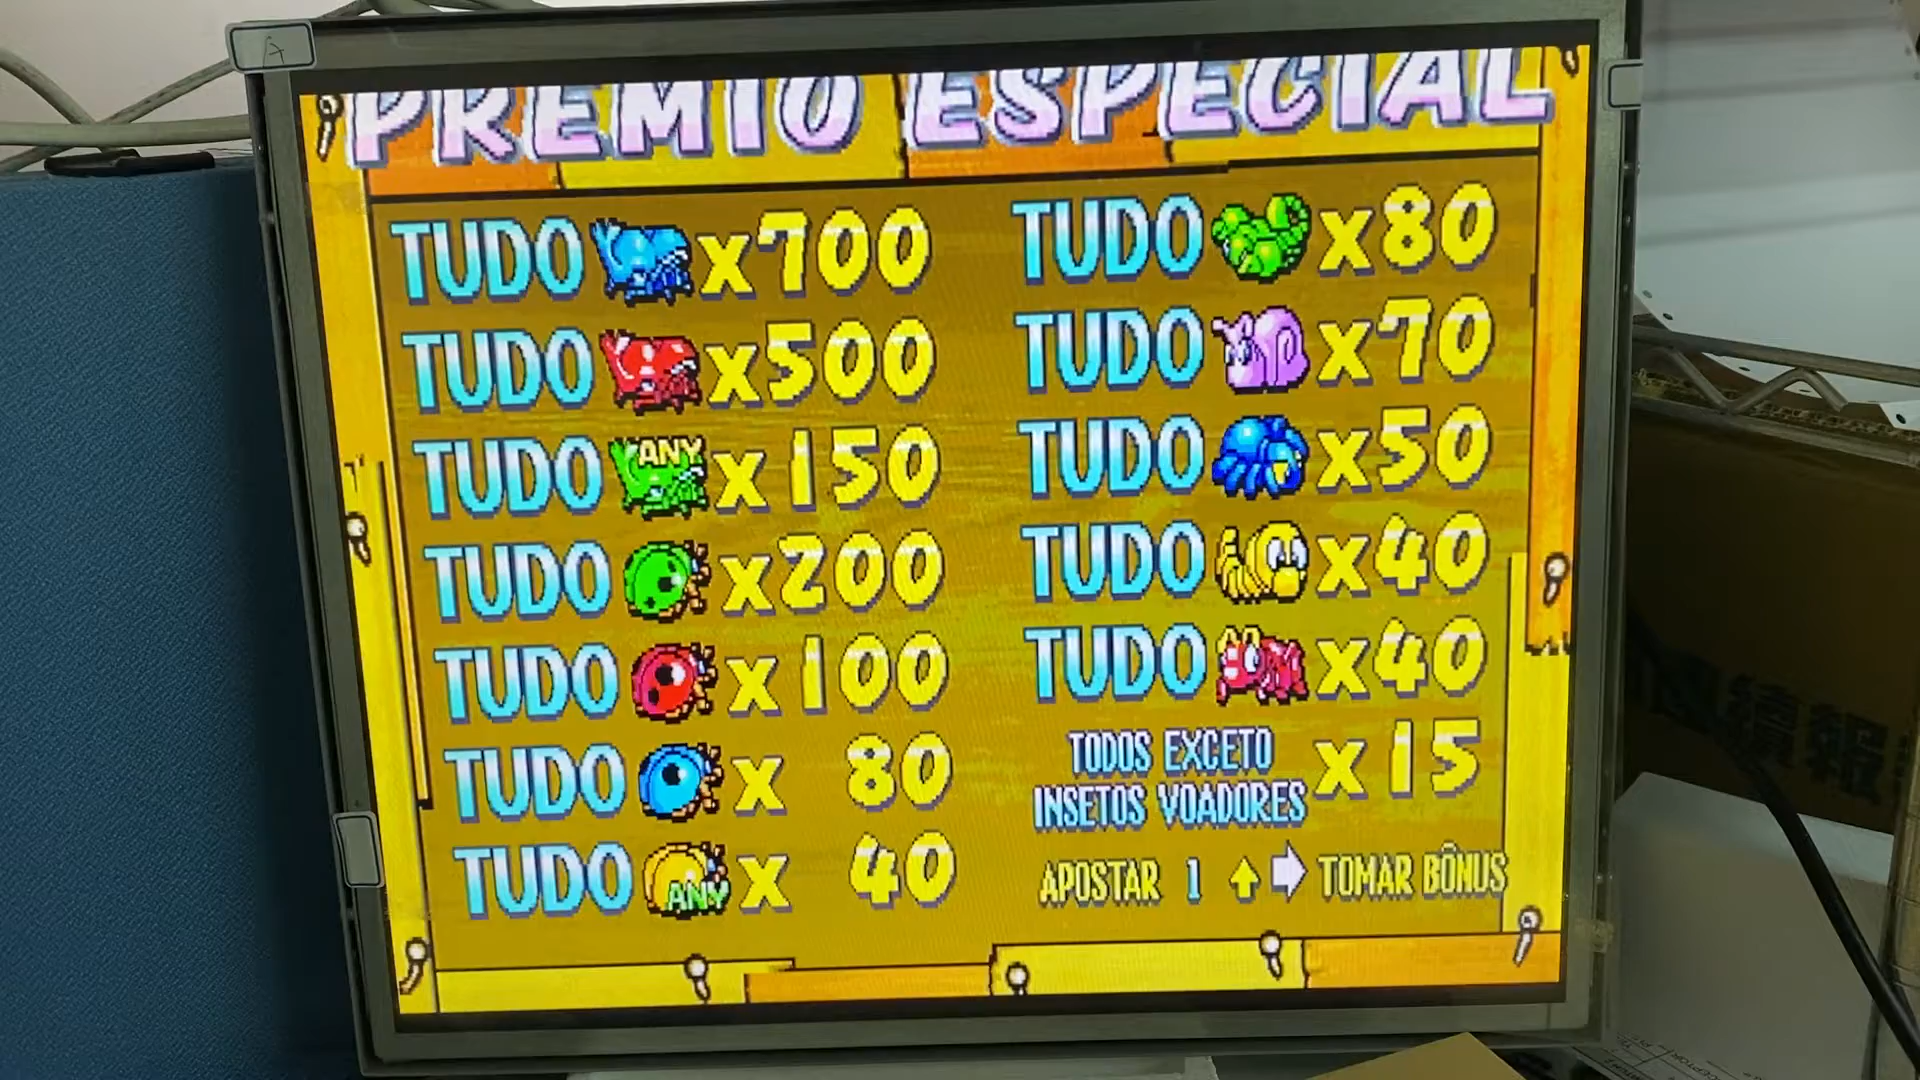 PREMIO ESPECIAL
TUDO x700
TUDO x500
TUDO ANY x150
TUDO x200
TUDO x100
TUDO x 80
TUDO ANY x 40
TUDO x80
TUDO x70
TUDO x50
TUDO x40
TUDO x40
TODOS EXCETO
INSETOS VOADORES x15
APOSTAR 1 ↑ ➡ TOMAR BÔNUS
A